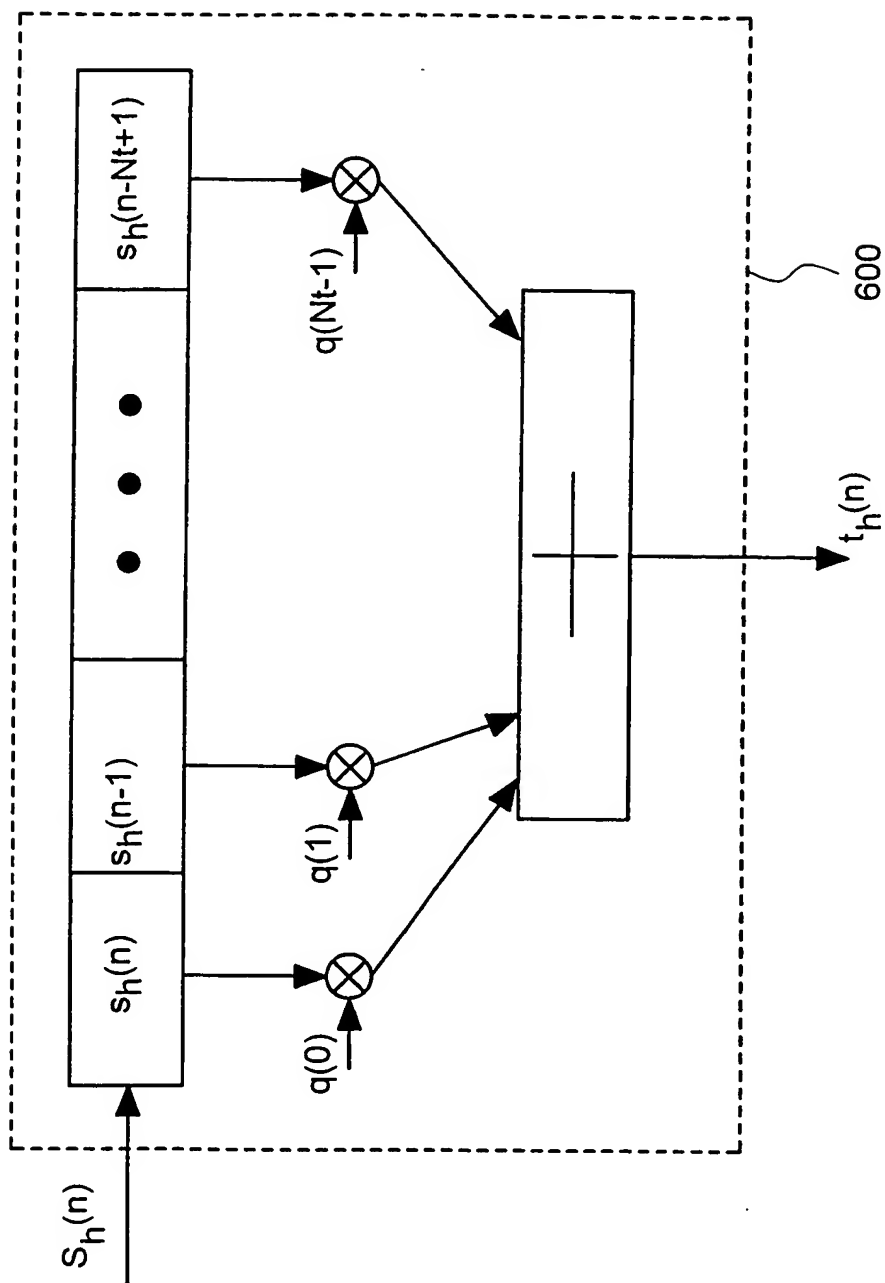 S_h(n)
s_h(n)
s_h(n-1)
s_h(n-Nt+1)
q(0)
q(1)
q(Nt-1)
t_h(n)
600